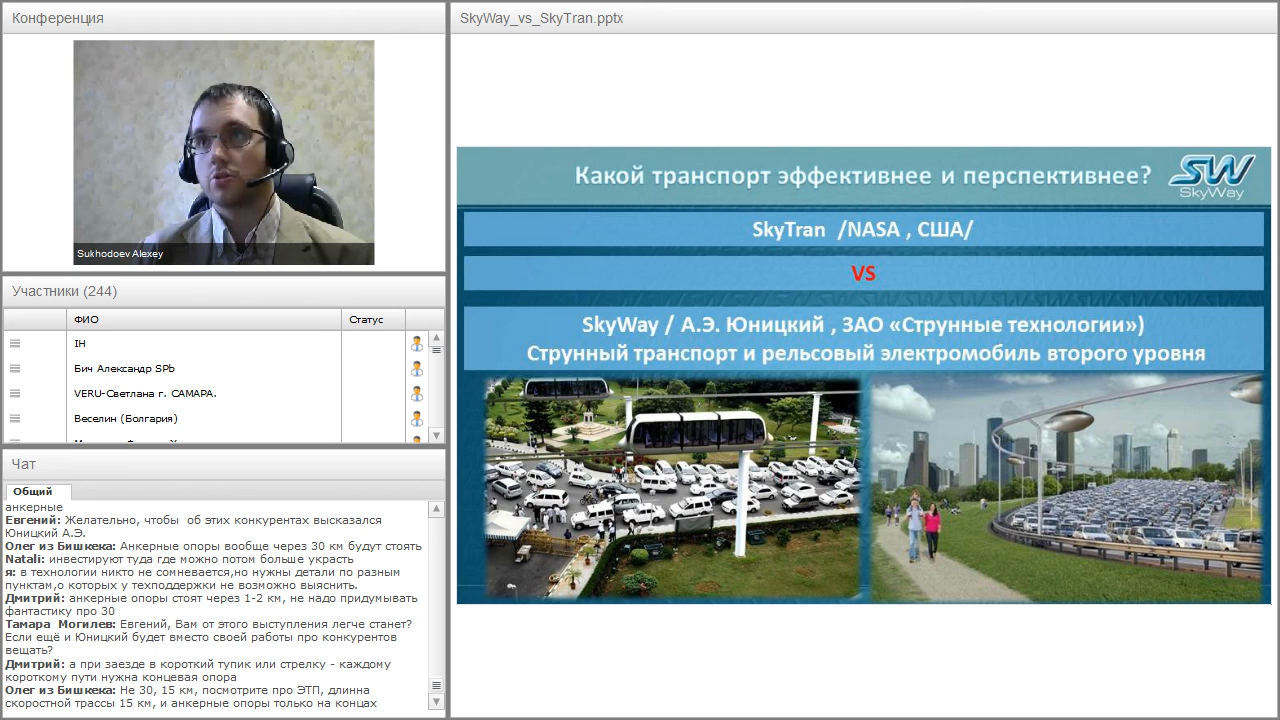 Конференция
Sukhodoev Alexey
Участники (244)
ФИО
Статус
IH
Бич Александр SPb
VERU-Светлана г. САМАРА.
Веселин (Болгария)
Чат
Общий
анкерные
Евгений: Желательно, чтобы об этих конкурентах высказался
Юницкий А.Э.
Олег из Бишкека: Анкерные опоры вообще через 30 км будут стоять
Natali: инвестируют туда где можно потом больше украсть
я: в технологии никто не сомневается,но нужны детали по разным
пунктам,о которых у техподдержки не возможно выяснить.
Дмитрий: анкерные опоры стоят через 1-2 км, не надо придумывать
фантастику про 30
Тамара Могилев: Евгений, Вам от этого выступления легче станет?
Если ещё и Юницкий будет вместо своей работы про конкурентов
вещать?
Дмитрий: а при заезде в короткий тупик или стрелку - каждому
короткому пути нужна концевая опора
Олег из Бишкека: Не 30, 15 км, посмотрите про ЭТП, длинна
скоростной трассы 15 км, и анкерные опоры только на концах
SkyWay_vs_SkyTran.pptx
Какой транспорт эффективнее и перспективнее?
SW
SkyWay
SkyTran /NASA , США/
VS
SkyWay / А.Э. Юницкий , ЗАО «Струнные технологии»)
Струнный транспорт и рельсовый электромобиль второго уровня